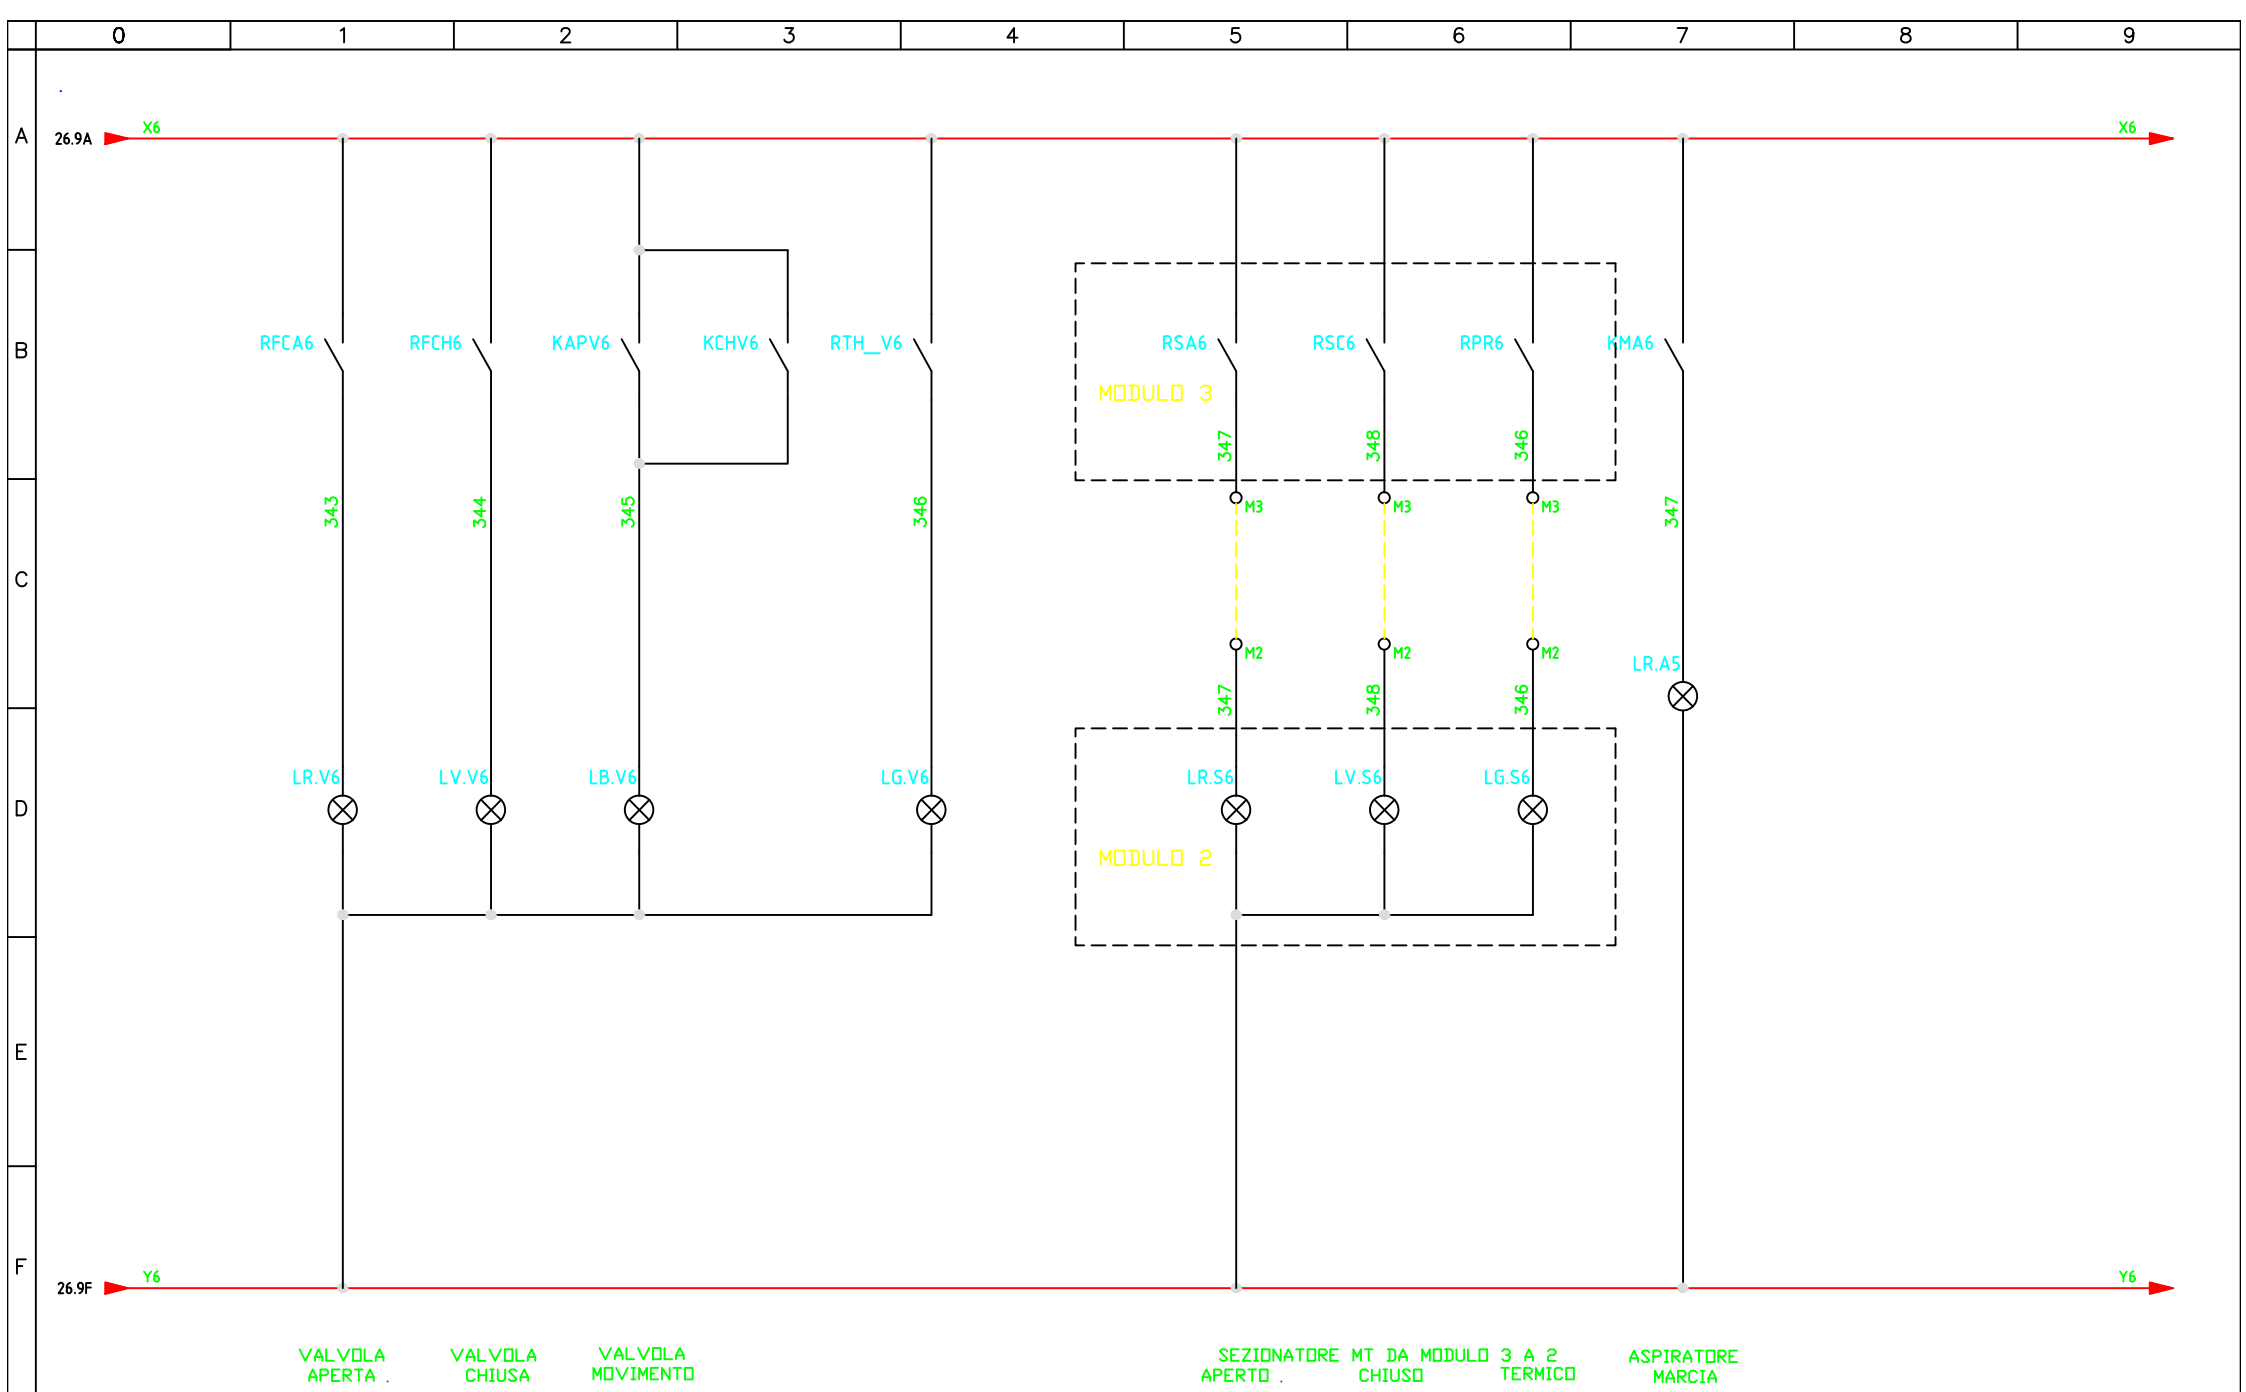 0 1 2 3 4 5 6 7 8 9
A
26.9A X6 X6
B
RFCA6 RFCH6 KAPV6 KCHV6 RTH_V6 RSA6 RSC6 RPR6 KMA6
MODULO 3
347 348 346
343 344 345 346 347
M3 M3 M3
C
M2 M2 M2
LR.A5
347 348 346
LR.V6 LV.V6 LB.V6 LG.V6 LR.S6 LV.S6 LG.S6
D
MODULO 2
E
F
26.9F Y6 Y6
VALVOLA VALVOLA VALVOLA SEZIONATORE MT DA MODULO 3 A 2 ASPIRATORE
APERTA . CHIUSA MOVIMENTO APERTO . CHIUSO TERMICO MARCIA